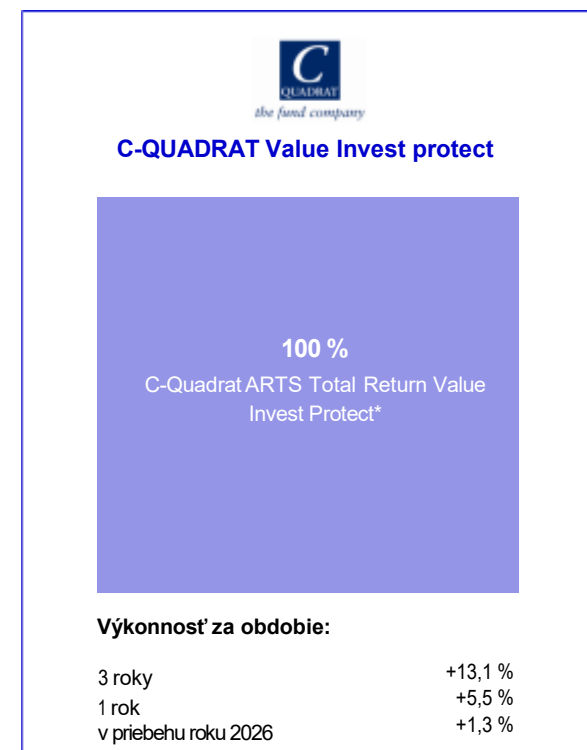 C
QUADRAT
the fund company
C-QUADRAT Value Invest protect
100 %
C-Quadrat ARTS Total Return Value
Invest Protect*
Výkonnosť za obdobie:
3 roky +13,1 %
1 rok +5,5 %
v priebehu roku 2026 +1,3 %